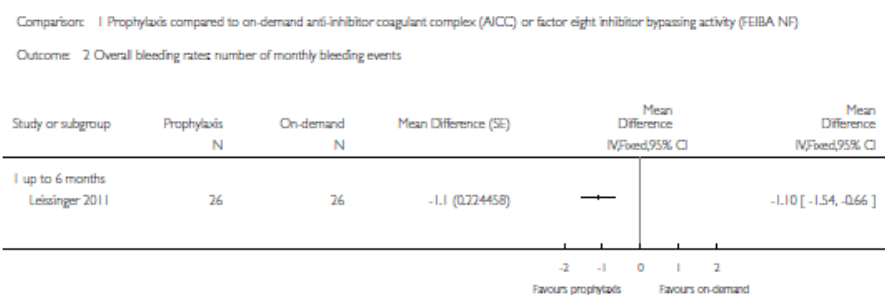 Comparison: 1 Prophylaxis compared to on-demand anti-inhibitor coagulant complex (AICC) or factor eight inhibitor bypassing activity (FEIBA NF)
Outcome: 2 Overall bleeding rates: number of monthly bleeding events
Study or subgroup Prophylaxis On-demand Mean Difference (SE) Mean Difference Mean Difference
N N IV,Fixed,95% CI IV,Fixed,95% CI
1 up to 6 months
Leissinger 2011 26 26 -1.1 (0.224458) -1.10 [ -1.54, -0.66 ]
-2 -1 0 1 2
Favours prophylaxis Favours on-demand